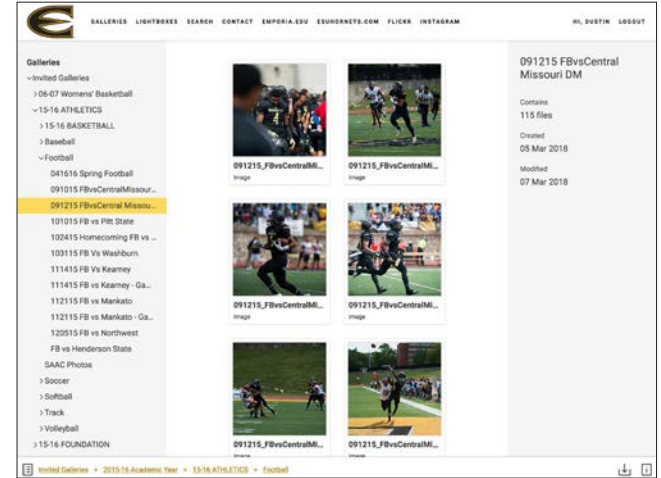 E
GALLERIES LIGHTBOXES SEARCH CONTACT EMPORIA.EDU ESUHORNETS.COM FLICKR INSTAGRAM HI, DUSTIN LOGOUT
Galleries
Invited Galleries
06-07 Womens' Basketball
15-16 ATHLETICS
15-16 BASKETBALL
Baseball
Football
041616 Spring Football
091015 FBvsCentralMissour...
091215 FBvsCentral Missou...
101015 FB vs Pitt State
102415 Homecoming FB vs ...
103115 FB Vs Washburn
111415 FB vs Kearney
111415 FB vs Kearney - Ga...
112115 FB vs Mankato
112115 FB vs Mankato - Ga...
120515 FB vs Northwest
FB vs Henderson State
SAAC Photos
Soccer
Softball
Track
Volleyball
15-16 FOUNDATION
091215_FBvsCentralMi...
Image
091215_FBvsCentralMi...
Image
091215_FBvsCentralMi...
Image
091215_FBvsCentralMi...
Image
091215_FBvsCentralMi...
Image
091215_FBvsCentralMi...
Image
091215 FBvsCentral
Missouri DM
Contains
115 files
Created
05 Mar 2018
Modified
07 Mar 2018
Invited Galleries > 2015-16 Academic Year > 15-16 ATHLETICS > Football